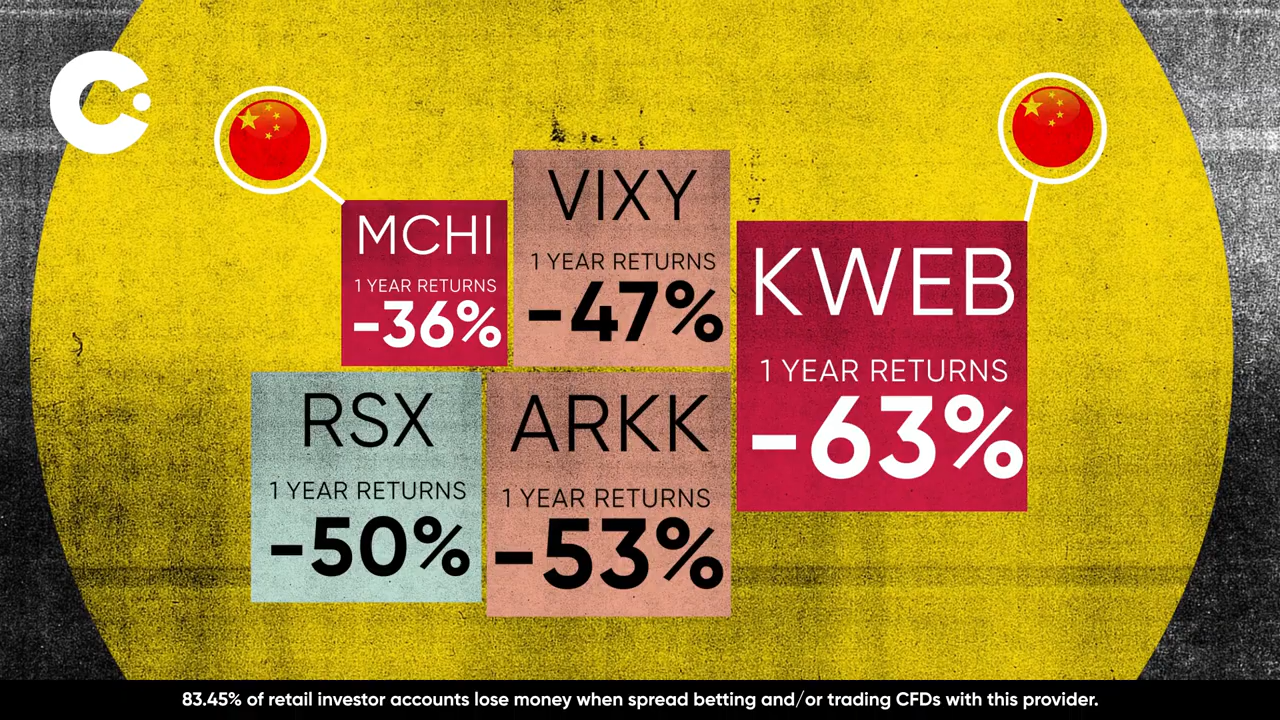 MCHI
1 YEAR RETURNS
-36%
VIXY
1 YEAR RETURNS
-47%
KWEB
1 YEAR RETURNS
-63%
RSX
1 YEAR RETURNS
-50%
ARKK
1 YEAR RETURNS
-53%
83.45% of retail investor accounts lose money when spread betting and/or trading CFDs with this provider.